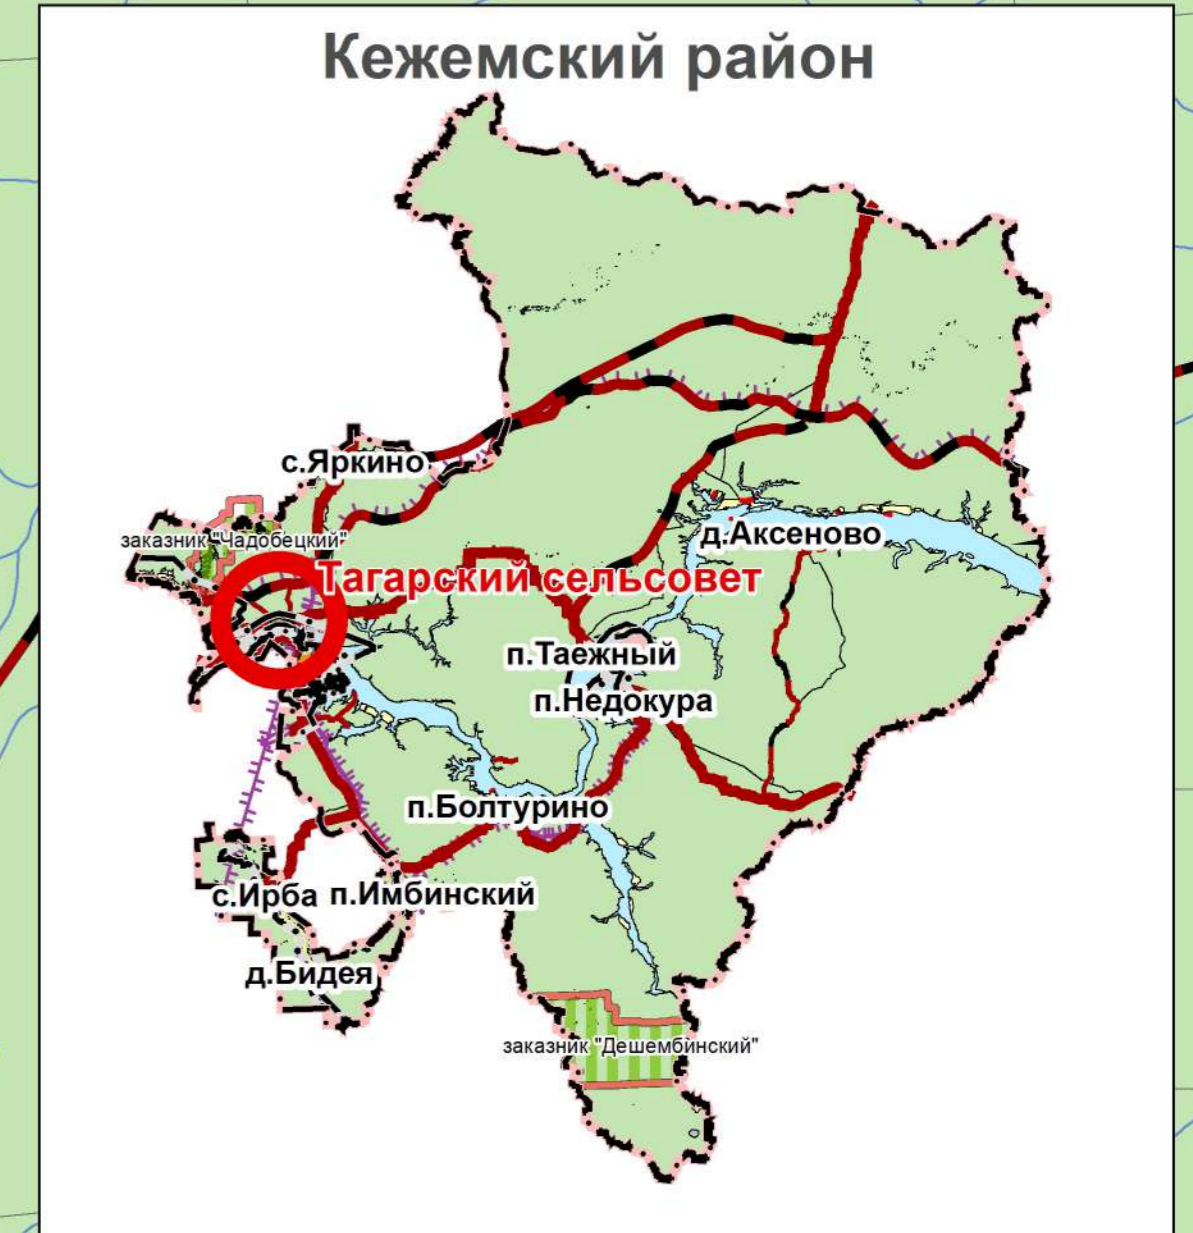 Кежемский район
с.Яркино
заказник "Чадобецкий"
д.Аксеново
Тагарский сельсовет
п.Таежный
п.Недокура
п.Болтурино
с.Ирба п.Имбинский
д.Бидея
заказник "Дешембинский"